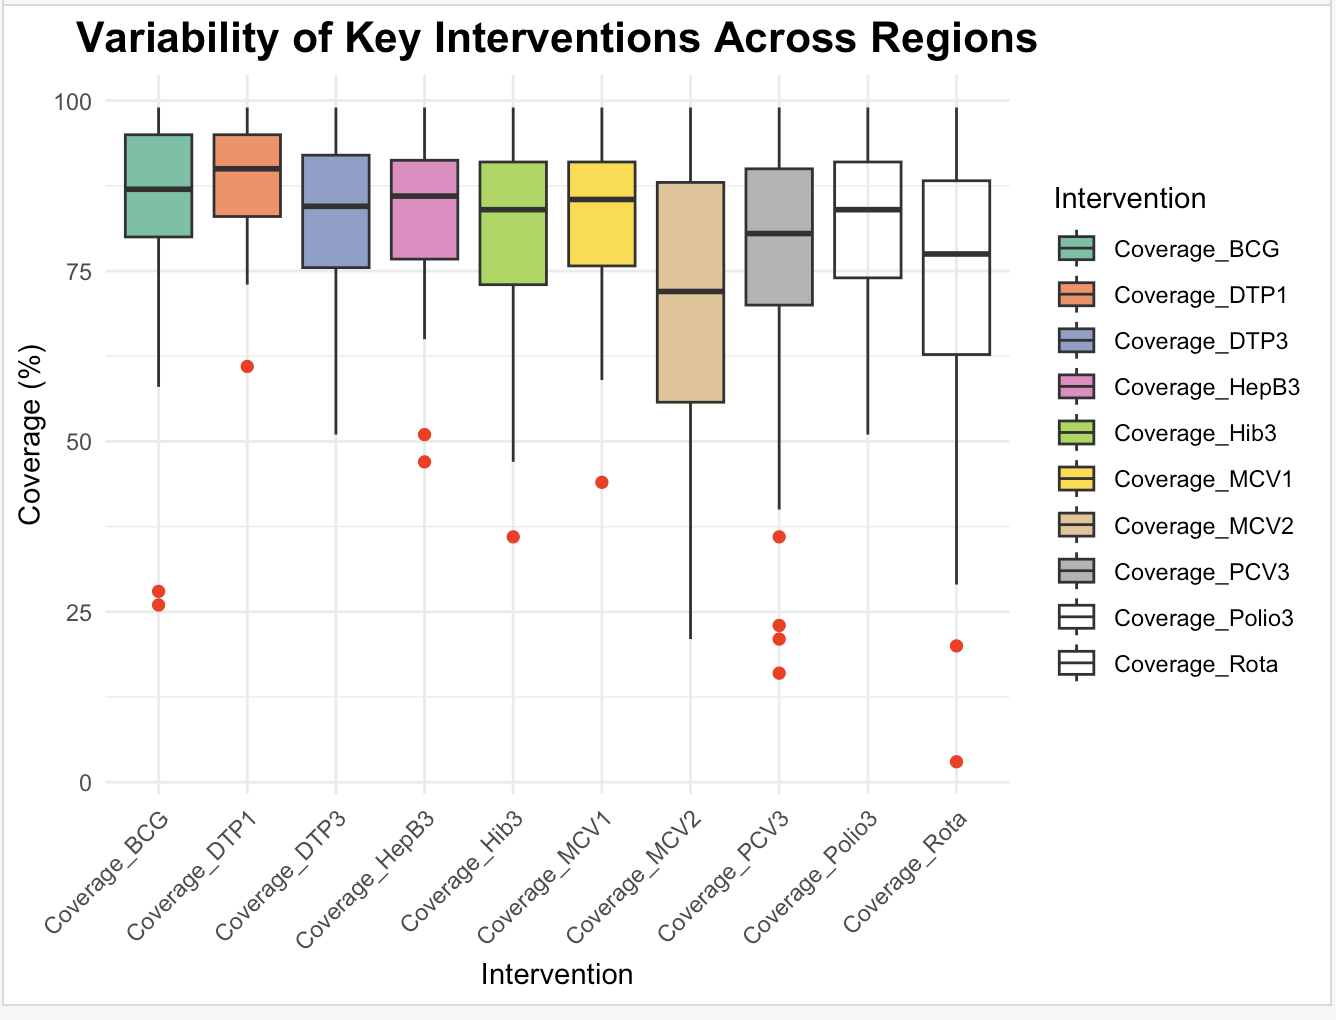 Variability of Key Interventions Across Regions
100
75
50
25
0
Coverage (%)
Coverage_BCG
Coverage_DTP1
Coverage_DTP3
Coverage_HepB3
Coverage_Hib3
Coverage_MCV1
Coverage_MCV2
Coverage_PCV3
Coverage_Polio3
Coverage_Rota
Intervention
Intervention
Coverage_BCG
Coverage_DTP1
Coverage_DTP3
Coverage_HepB3
Coverage_Hib3
Coverage_MCV1
Coverage_MCV2
Coverage_PCV3
Coverage_Polio3
Coverage_Rota